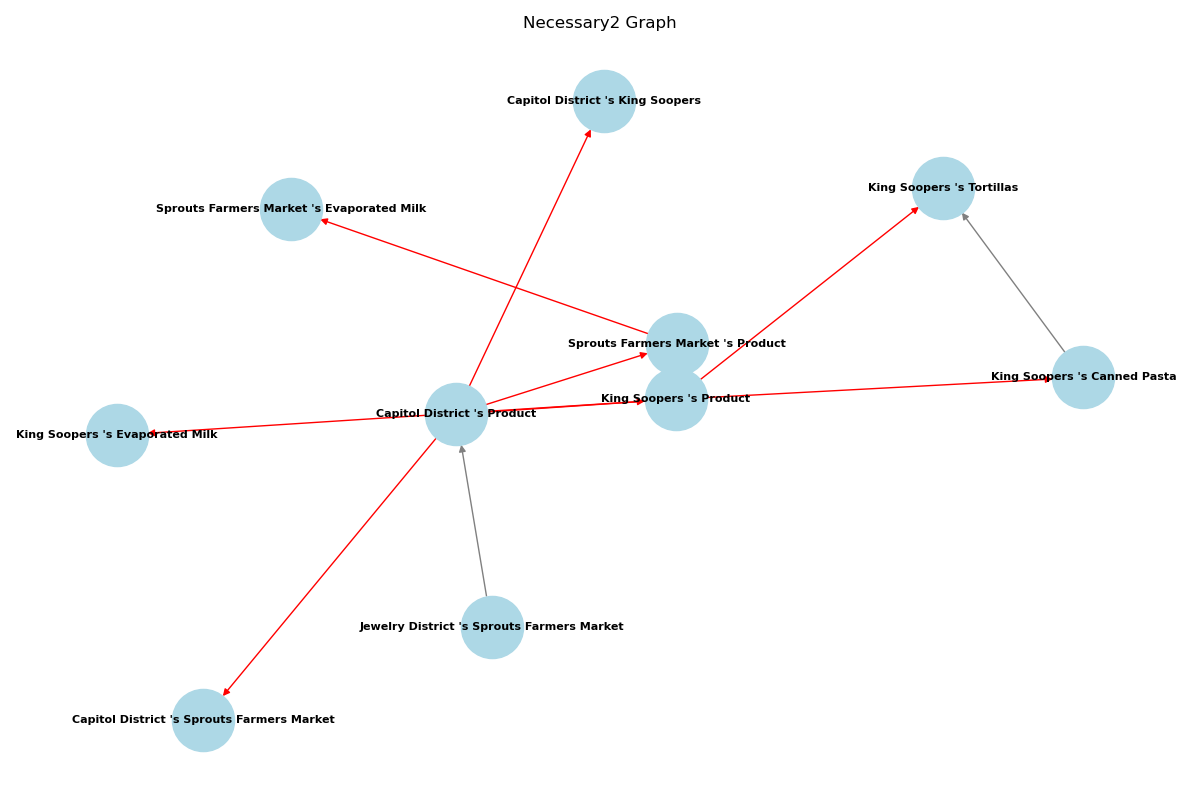 Necessary2 Graph
Capitol District 's King Soopers
King Soopers 's Tortillas
Sprouts Farmers Market 's Evaporated Milk
Sprouts Farmers Market 's Product
King Soopers 's Canned Pasta
King Soopers 's Product
Capitol District 's Product
King Soopers 's Evaporated Milk
Jewelry District 's Sprouts Farmers Market
Capitol District 's Sprouts Farmers Market